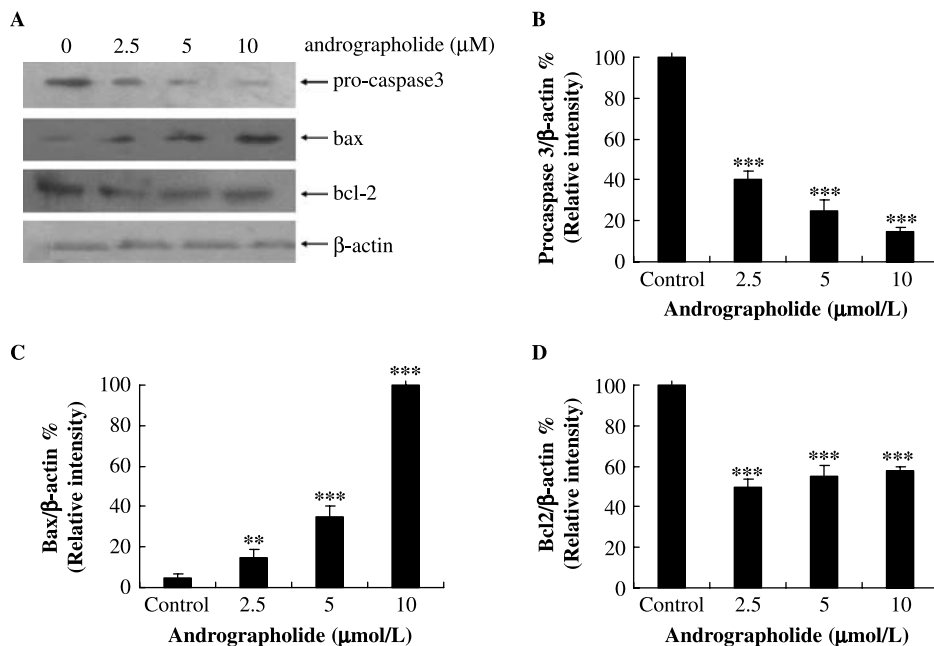 A
0 2.5 5 10 andrographolide (μM)
pro-caspase3
bax
bcl-2
β-actin
B
Procaspase 3/β-actin %
(Relative intensity)
100
80
60
40
20
0
***
***
***
Control 2.5 5 10
Andrographolide (μmol/L)
C
Bax/β-actin %
(Relative intensity)
100
80
60
40
20
0
**
***
***
Control 2.5 5 10
Andrographolide (μmol/L)
D
Bcl2/β-actin %
(Relative intensity)
100
80
60
40
20
0
***
***
***
Control 2.5 5 10
Andrographolide (μmol/L)